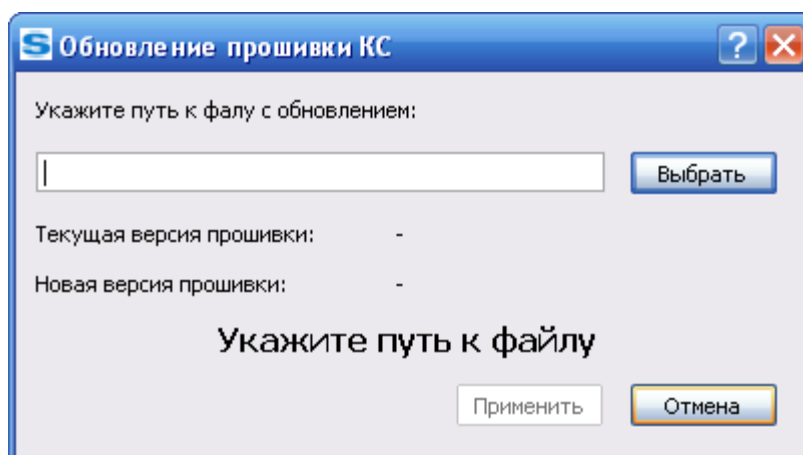 S Обновление прошивки КС ?
Укажите путь к фалу с обновлением:
Выбрать
Текущая версия прошивки: -
Новая версия прошивки: -
Укажите путь к файлу
Применить Отмена